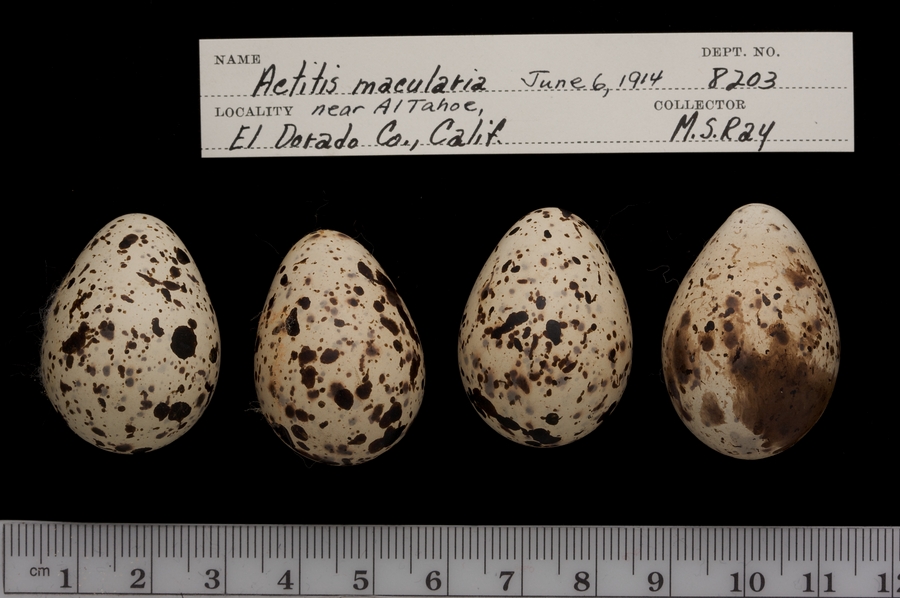 NAME DEPT. NO.
Actitis macularia June 6, 1914 8203
LOCALITY near Al Tahoe, COLLECTOR
El Dorado Co., Calif. M.S.Ray
cm 1 2 3 4 5 6 7 8 9 10 11 12